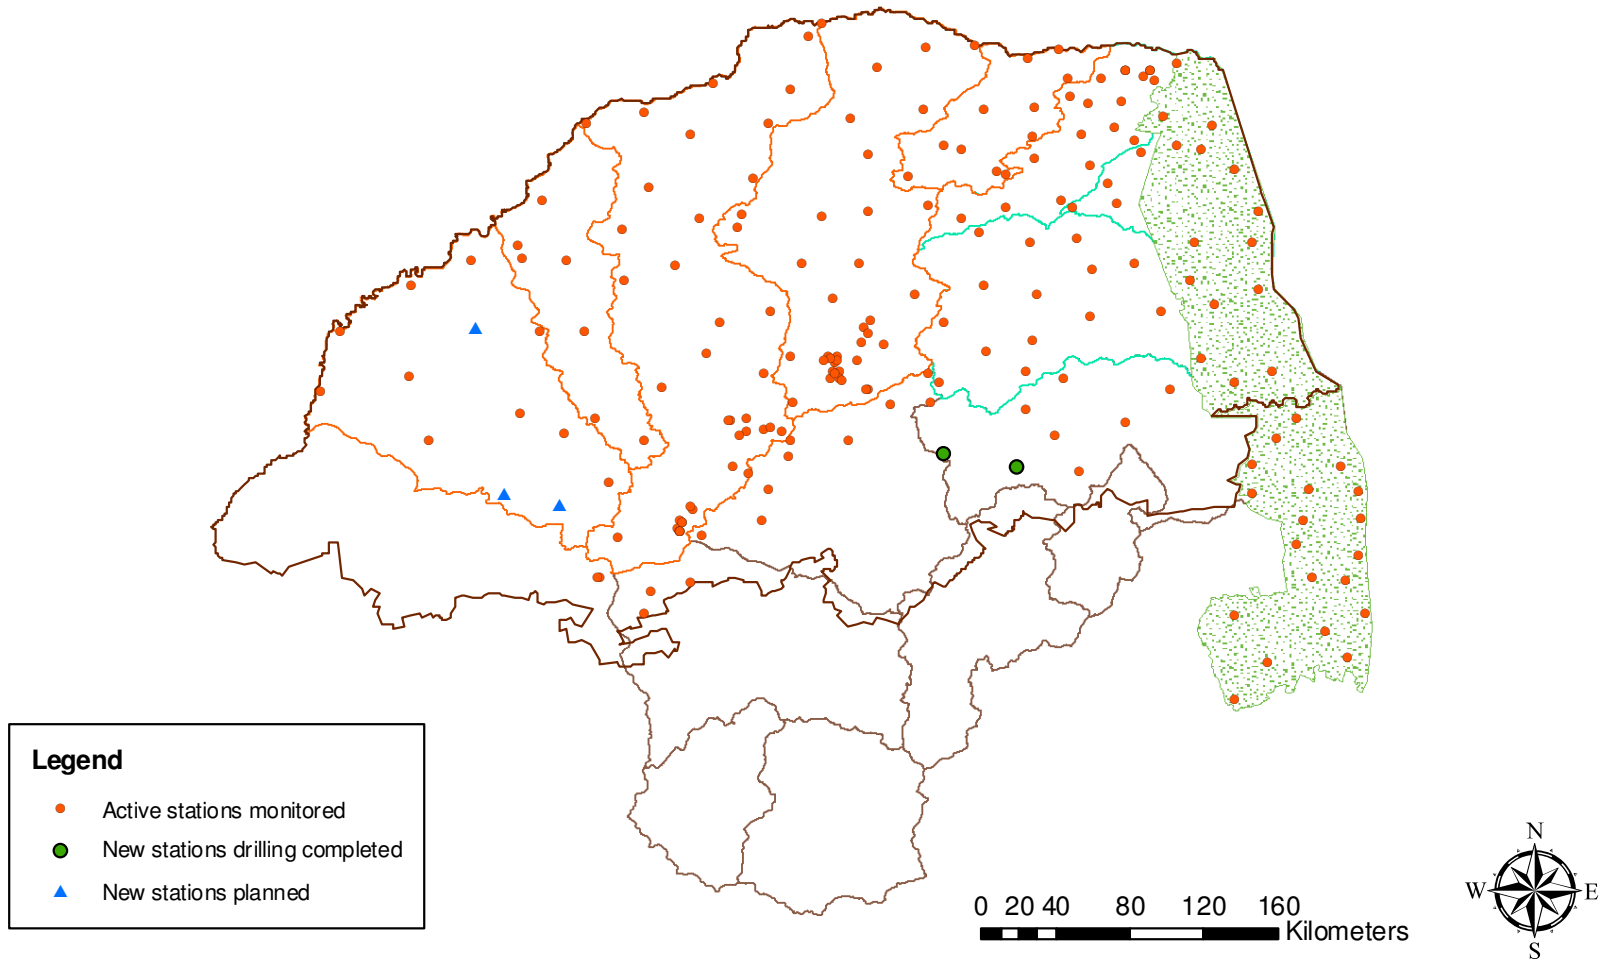 Legend
Active stations monitored
New stations drilling completed
New stations planned
0 20 40 80 120 160
Kilometers
N
W E
S